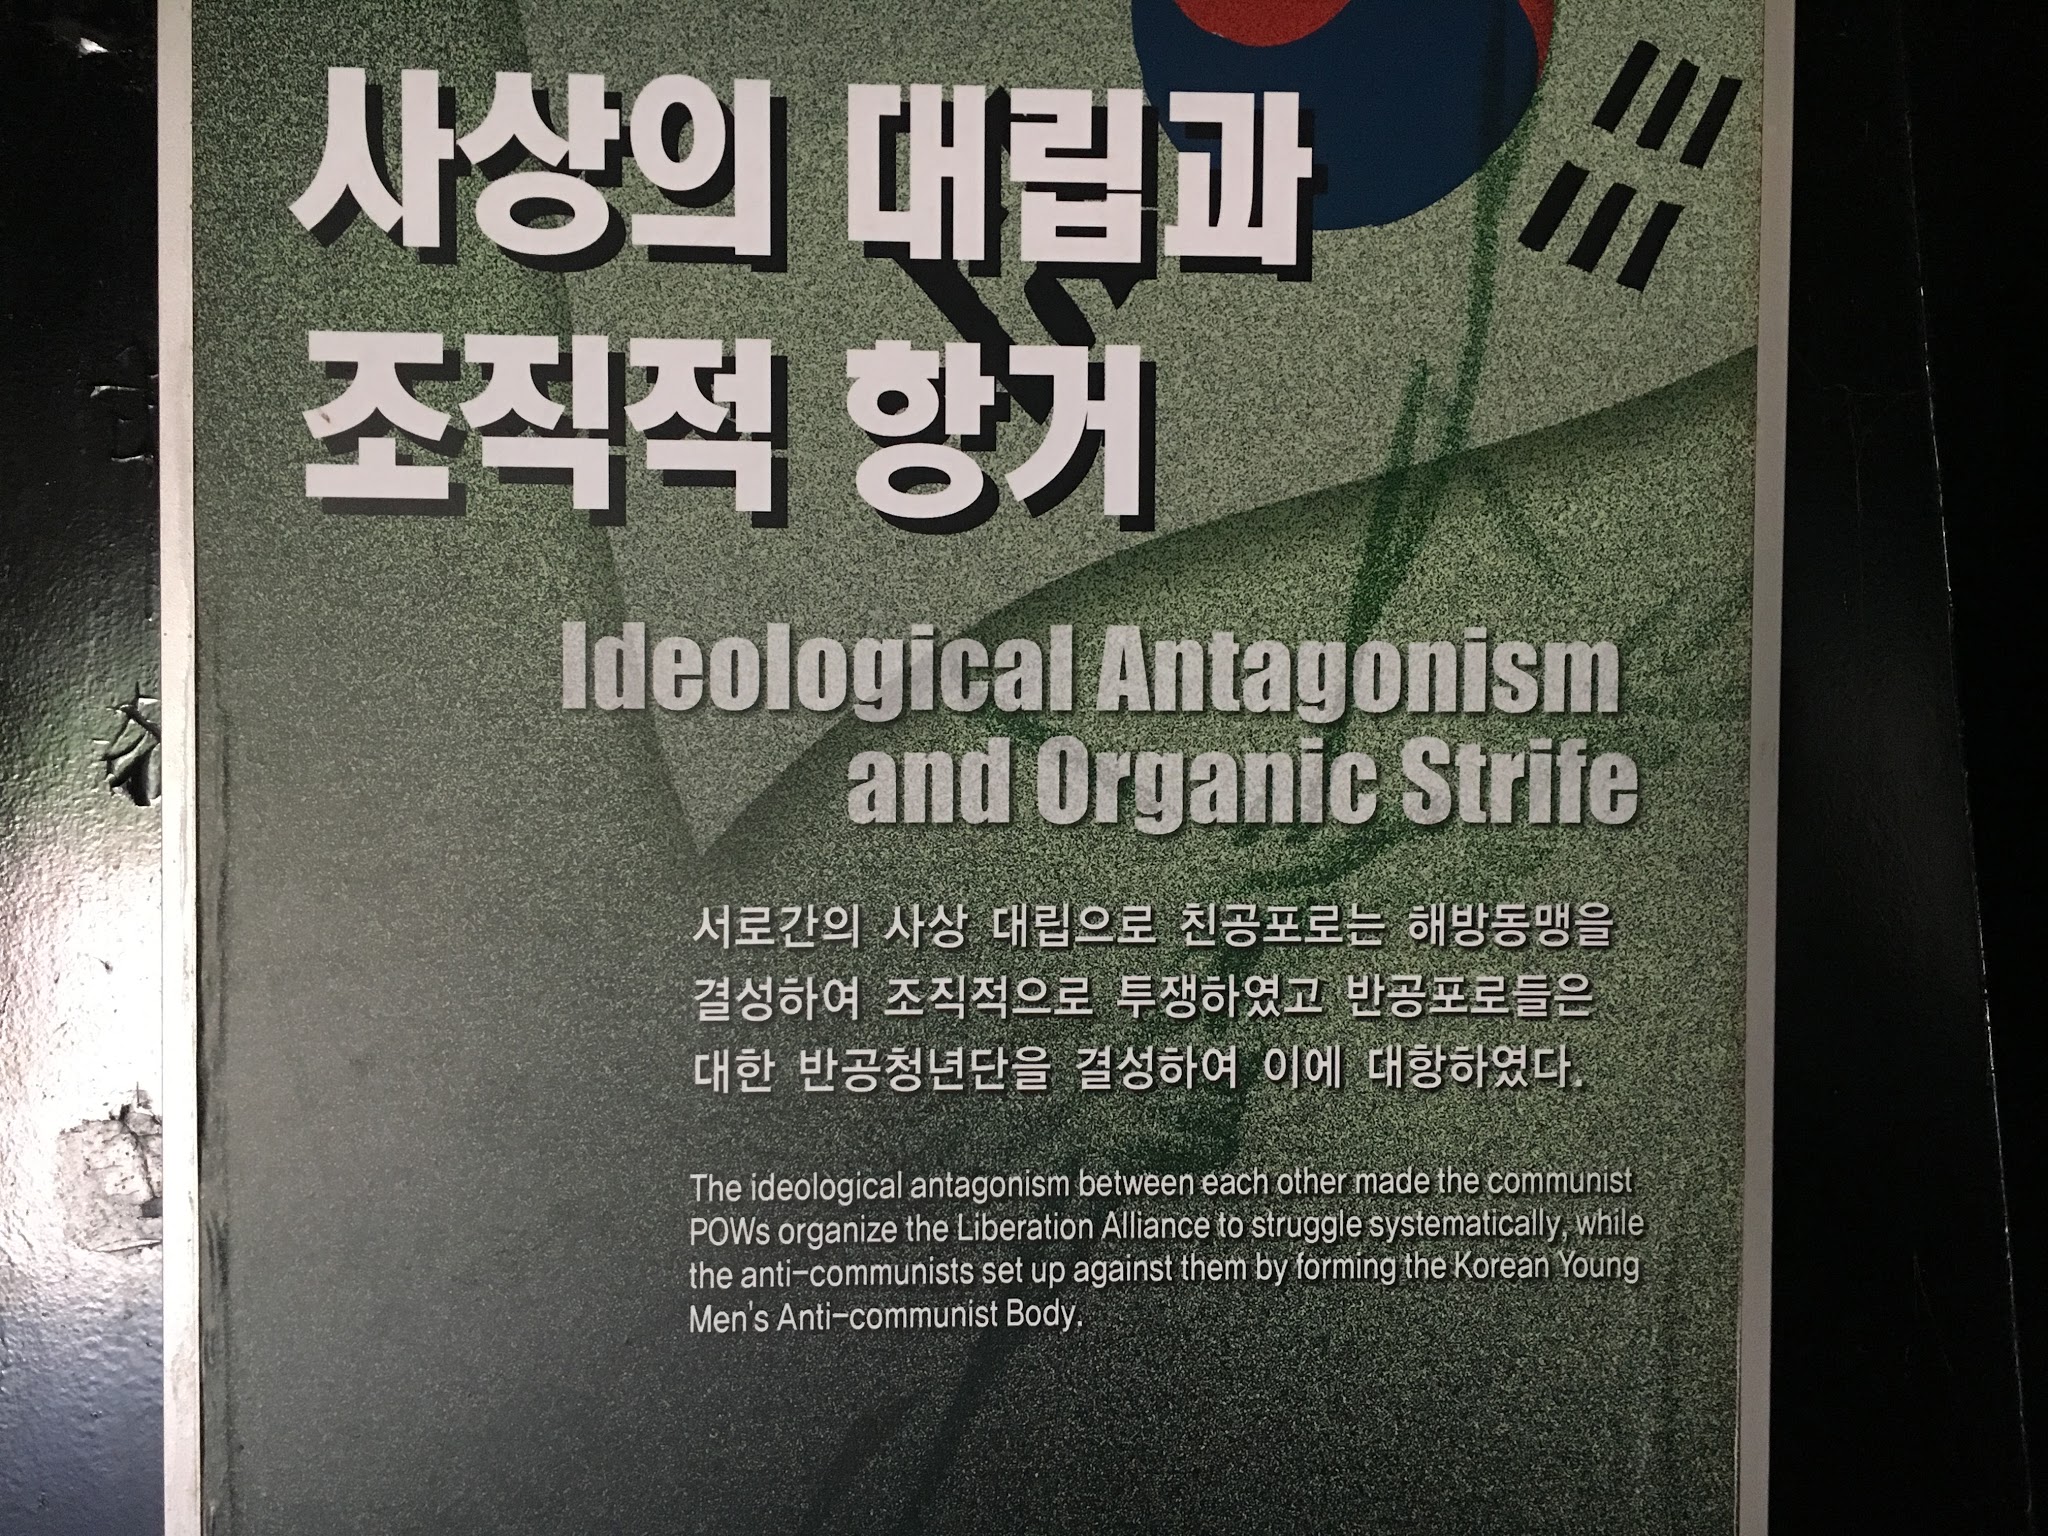 사상의 대립과
조직적 항거
Ideological Antagonism
and Organic Strife
서로간의 사상 대립으로 친공포로는 해방동맹을
결성하여 조직적으로 투쟁하였고 반공포로들은
대한 반공청년단을 결성하여 이에 대항하였다.
The ideological antagonism between each other made the communist
POWs organize the Liberation Alliance to struggle systematically, while
the anti-communists set up against them by forming the Korean Young
Men's Anti-communist Body.